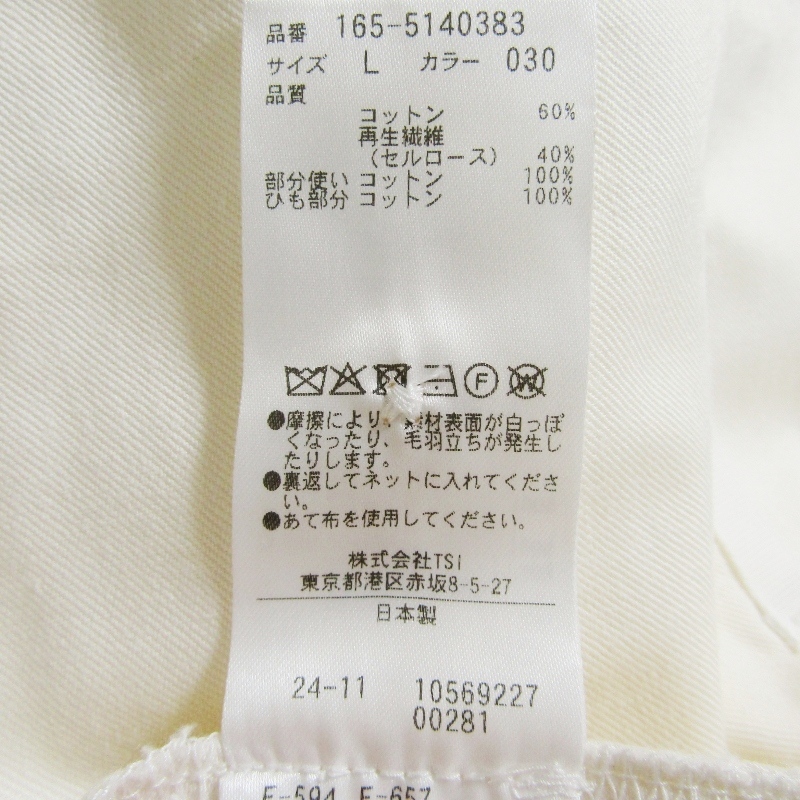 品番 165-5140383
サイズ L カラー 030
品質
コットン 60%
再生繊維
(セルロース) 40%
部分使い コットン 100%
ひも部分 コットン 100%
F W
●摩擦により、素材表面が白っぽ
くなったり、毛羽立ちが発生し
たりします。
●裏返してネットに入れてくださ
い。
●あて布を使用してください。
株式会社TSI
東京都港区赤坂8-5-27
日本製
24-11 10569227
00281
F-594 F-657